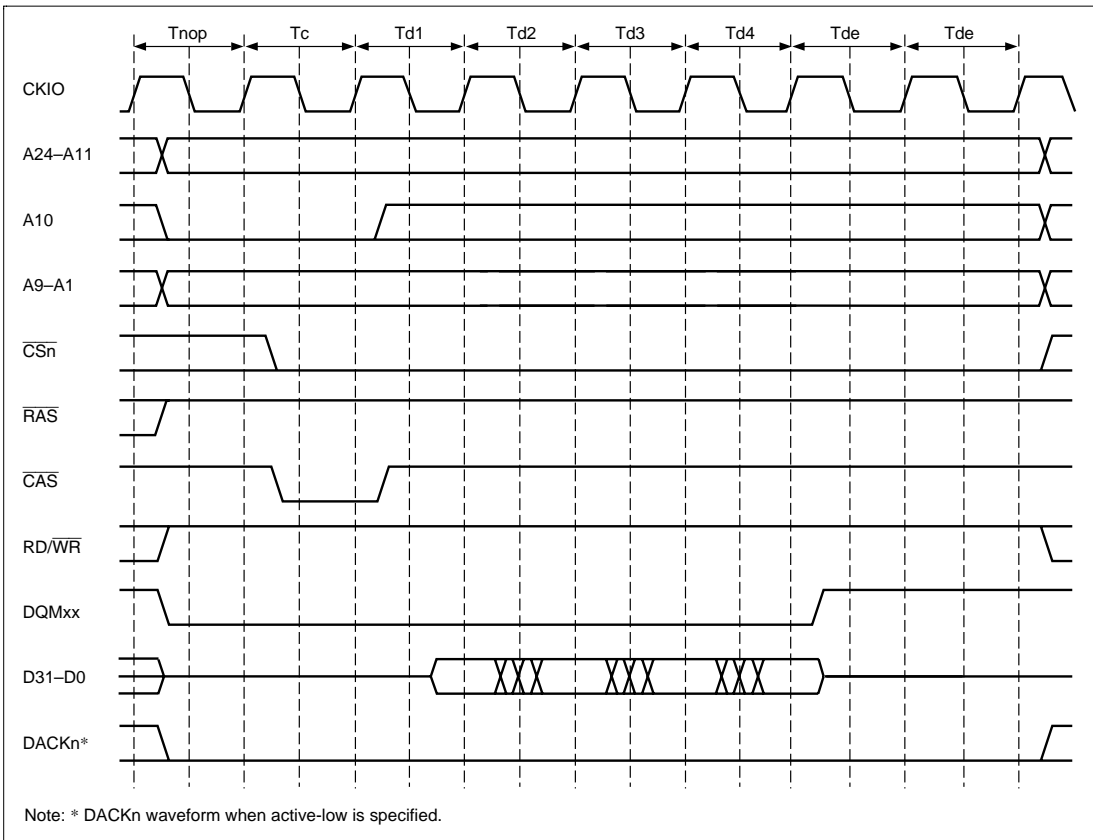 Tnop Tc Td1 Td2 Td3 Td4 Tde Tde
CKIO
A24–A11
A10
A9–A1
CSn
RAS
CAS
RD/WR
DQMxx
D31–D0
DACKn*
Note: * DACKn waveform when active-low is specified.